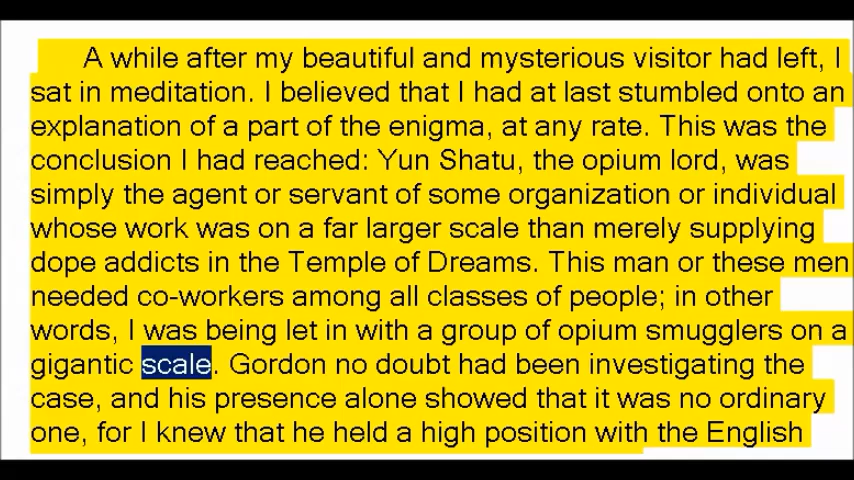 A while after my beautiful and mysterious visitor had left, I
sat in meditation. I believed that I had at last stumbled onto an
explanation of a part of the enigma, at any rate. This was the
conclusion I had reached: Yun Shatu, the opium lord, was
simply the agent or servant of some organization or individual
whose work was on a far larger scale than merely supplying
dope addicts in the Temple of Dreams. This man or these men
needed co-workers among all classes of people; in other
words, I was being let in with a group of opium smugglers on a
gigantic scale. Gordon no doubt had been investigating the
case, and his presence alone showed that it was no ordinary
one, for I knew that he held a high position with the English